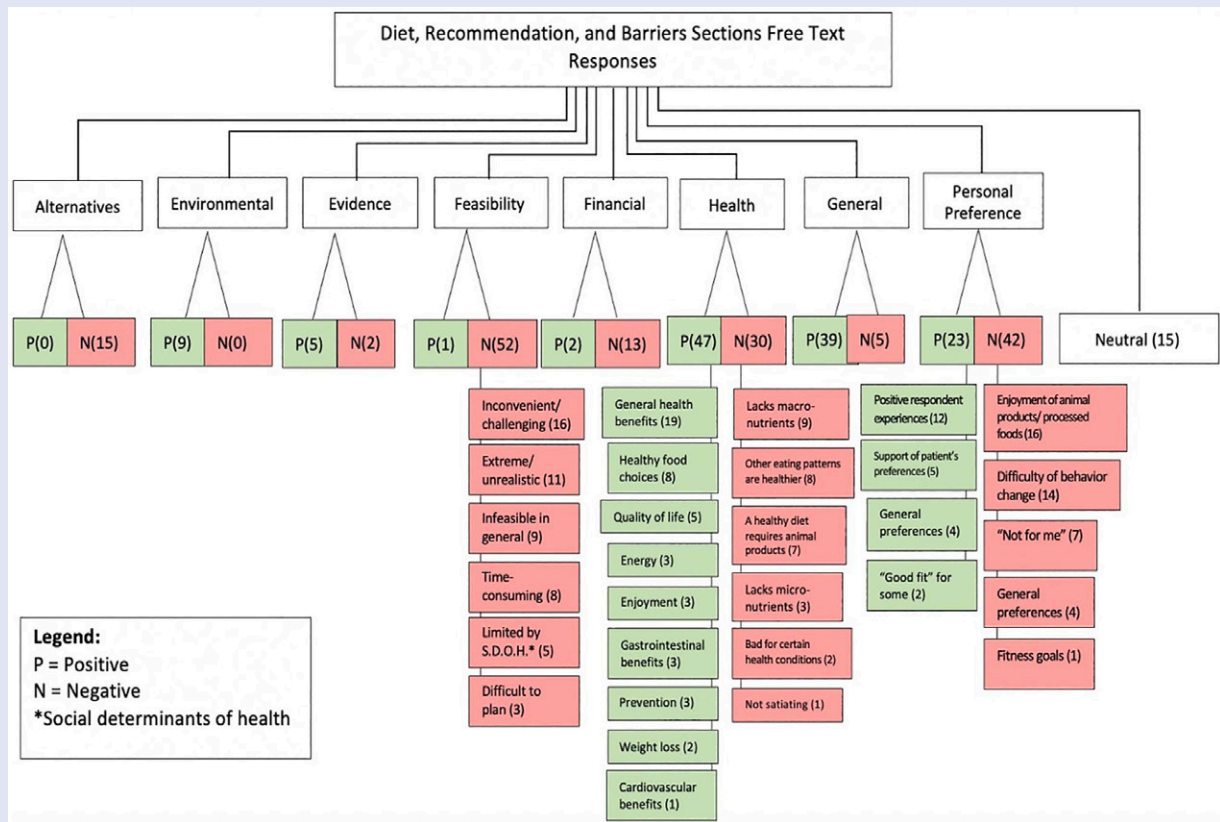 Diet, Recommendation, and Barriers Sections Free Text
Responses
Alternatives
Environmental
Evidence
Feasibility
Financial
Health
General
Personal
Preference
P(0)
N(15)
P(9)
N(0)
P(5)
N(2)
P(1)
N(52)
P(2)
N(13)
P(47)
N(30)
P(39)
N(5)
P(23)
N(42)
Neutral (15)
Inconvenient/
challenging (16)
Extreme/
unrealistic (11)
Infeasible in
general (9)
Time-
consuming (8)
Limited by
S.D.O.H.* (5)
Difficult to
plan (3)
General health
benefits (19)
Healthy food
choices (8)
Quality of life (5)
Energy (3)
Enjoyment (3)
Gastrointestinal
benefits (3)
Prevention (3)
Weight loss (2)
Cardiovascular
benefits (1)
Lacks macro-
nutrients (9)
Other eating patterns
are healthier (8)
A healthy diet
requires animal
products (7)
Lacks micro-
nutrients (3)
Bad for certain
health conditions (2)
Not satiating (1)
Positive respondent
experiences (12)
Support of patient's
preferences (5)
General
preferences (4)
"Good fit" for
some (2)
Enjoyment of animal
products/ processed
foods (16)
Difficulty of behavior
change (14)
"Not for me" (7)
General
preferences (4)
Fitness goals (1)
Legend:
P = Positive
N = Negative
*Social determinants of health